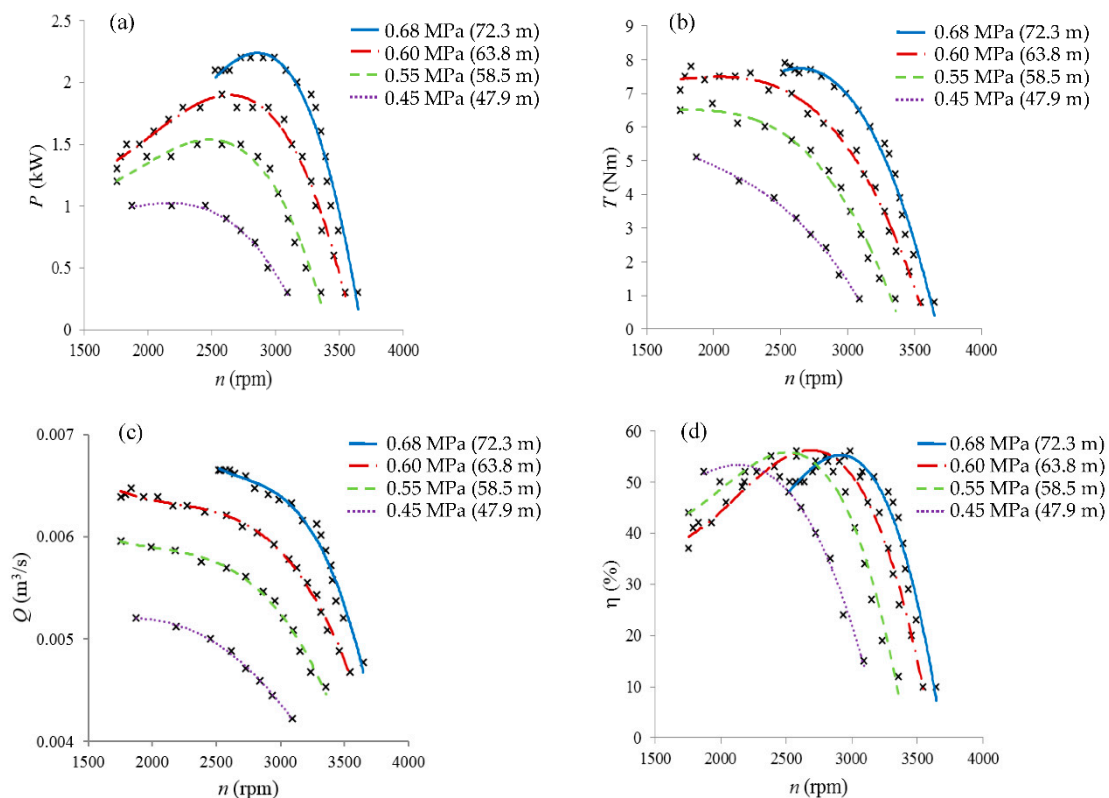 (a)
0.68 MPa (72.3 m)
0.60 MPa (63.8 m)
0.55 MPa (58.5 m)
0.45 MPa (47.9 m)
2.5
2
1.5
1
0.5
0
P (kW)
1500 2000 2500 3000 3500 4000
n (rpm)
(b)
0.68 MPa (72.3 m)
0.60 MPa (63.8 m)
0.55 MPa (58.5 m)
0.45 MPa (47.9 m)
9
8
7
6
5
4
3
2
1
0
T (Nm)
1500 2000 2500 3000 3500 4000
n (rpm)
(c)
0.68 MPa (72.3 m)
0.60 MPa (63.8 m)
0.55 MPa (58.5 m)
0.45 MPa (47.9 m)
0.007
0.006
0.005
0.004
Q (m³/s)
1500 2000 2500 3000 3500 4000
n (rpm)
(d)
0.68 MPa (72.3 m)
0.60 MPa (63.8 m)
0.55 MPa (58.5 m)
0.45 MPa (47.9 m)
60
50
40
30
20
10
0
η (%)
1500 2000 2500 3000 3500 4000
n (rpm)